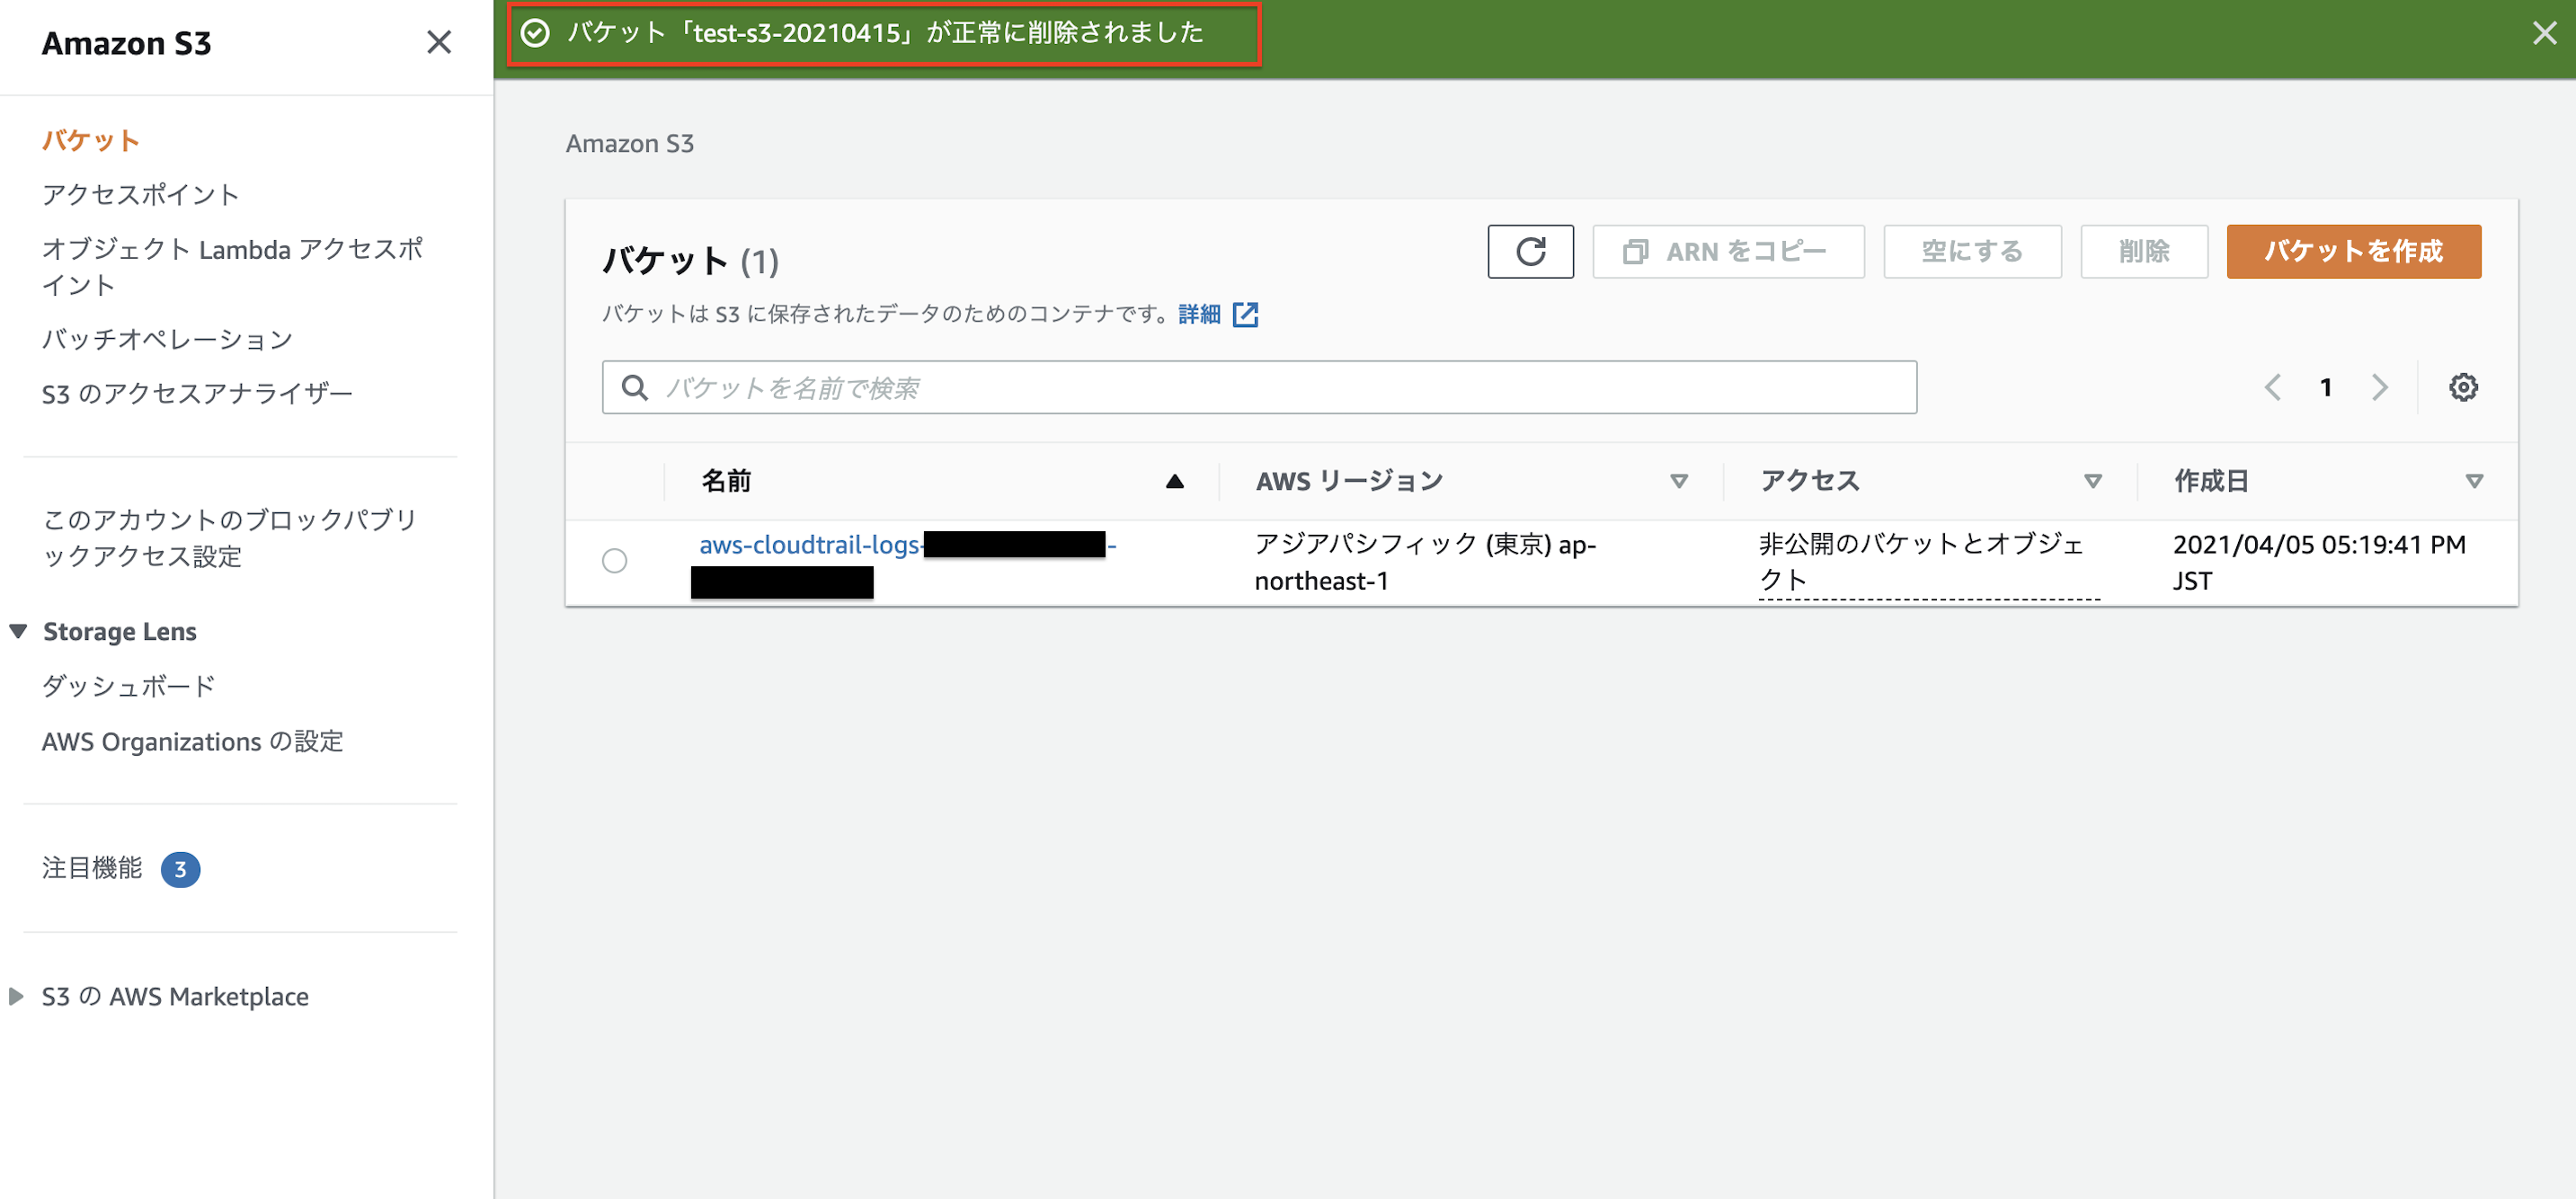 Amazon S3
バケット
アクセスポイント
オブジェクト Lambda アクセスポ
イント
バッチオペレーション
S3 のアクセスアナライザー
このアカウントのブロックパブリ
ックアクセス設定
Storage Lens
ダッシュボード
AWS Organizations の設定
注目機能 3
S3 の AWS Marketplace
バケット「test-s3-20210415」が正常に削除されました
Amazon S3
バケット (1)
ARN をコピー
空にする
削除
バケットを作成
バケットは S3 に保存されたデータのためのコンテナです。詳細
バケットを名前で検索
1
名前 AWS リージョン アクセス 作成日
aws-cloudtrail-logs- -
アジアパシフィック (東京) ap-
northeast-1
非公開のバケットとオブジェ
クト
2021/04/05 05:19:41 PM
JST